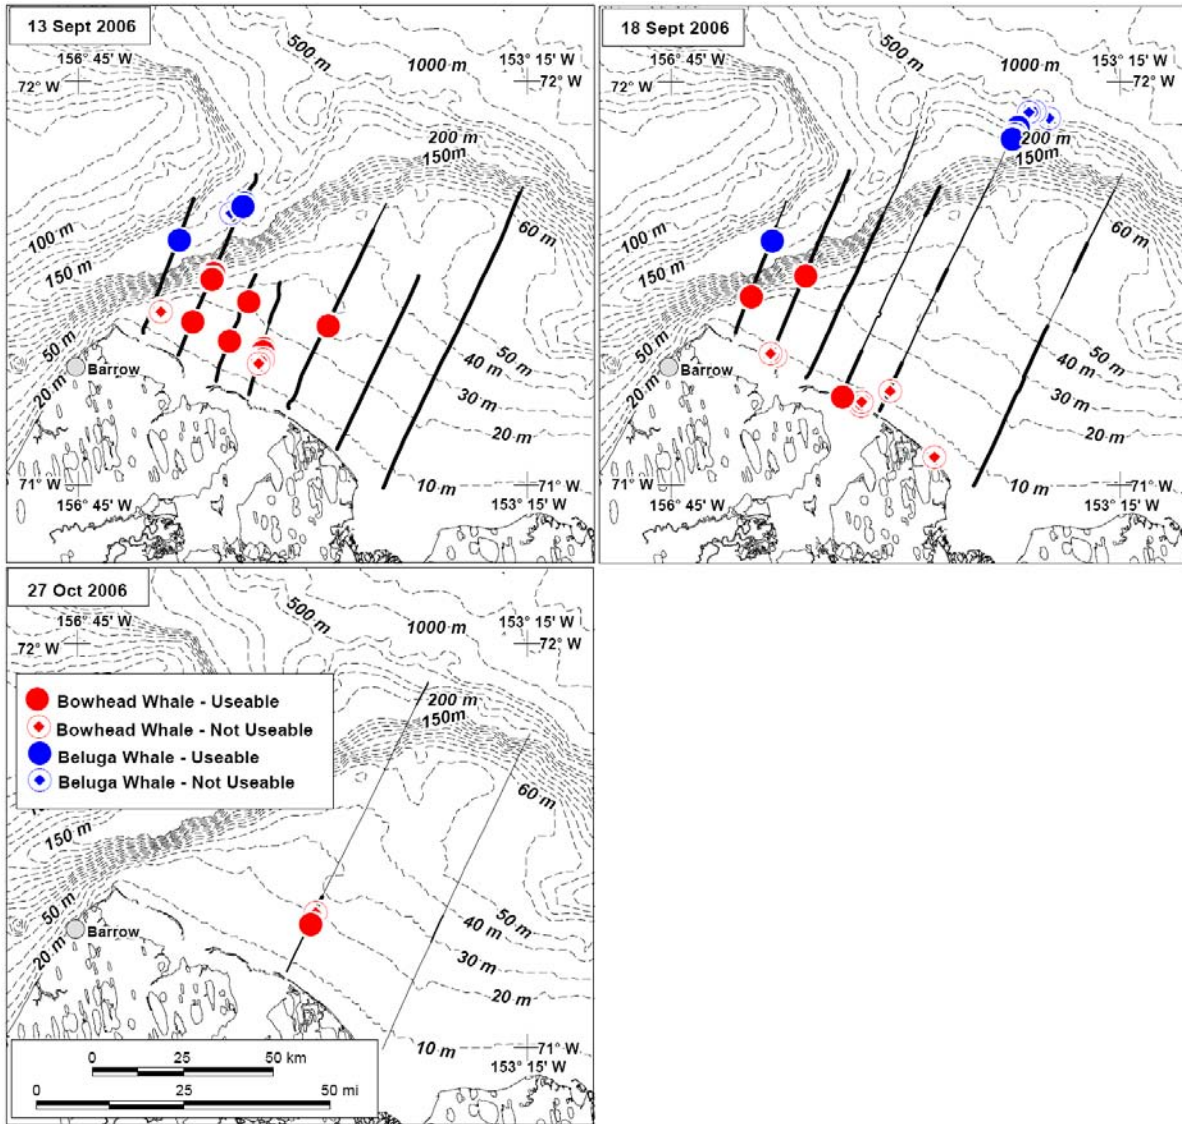 13 Sept 2006
156° 45' W
72° W
500 m
1000 m
153° 15' W
72° W
200 m
150m
60 m
100 m
150 m
50 m
20 m
Barrow
50 m
40 m
30 m
20 m
10 m
71° W
156° 45' W
71° W
153° 15' W
18 Sept 2006
156° 45' W
72° W
500 m
1000 m
153° 15' W
72° W
200 m
150m
60 m
100 m
150 m
50 m
20 m
Barrow
50 m
40 m
30 m
20 m
10 m
71° W
156° 45' W
71° W
153° 15' W
27 Oct 2006
156° 45' W
72° W
500 m
1000 m
153° 15' W
72° W
200 m
150m
60 m
Bowhead Whale - Useable
Bowhead Whale - Not Useable
Beluga Whale - Useable
Beluga Whale - Not Useable
150 m
50 m
20 m
Barrow
50 m
40 m
30 m
20 m
10 m
71° W
153° 15' W
0 25 50 km
0 25 50 mi